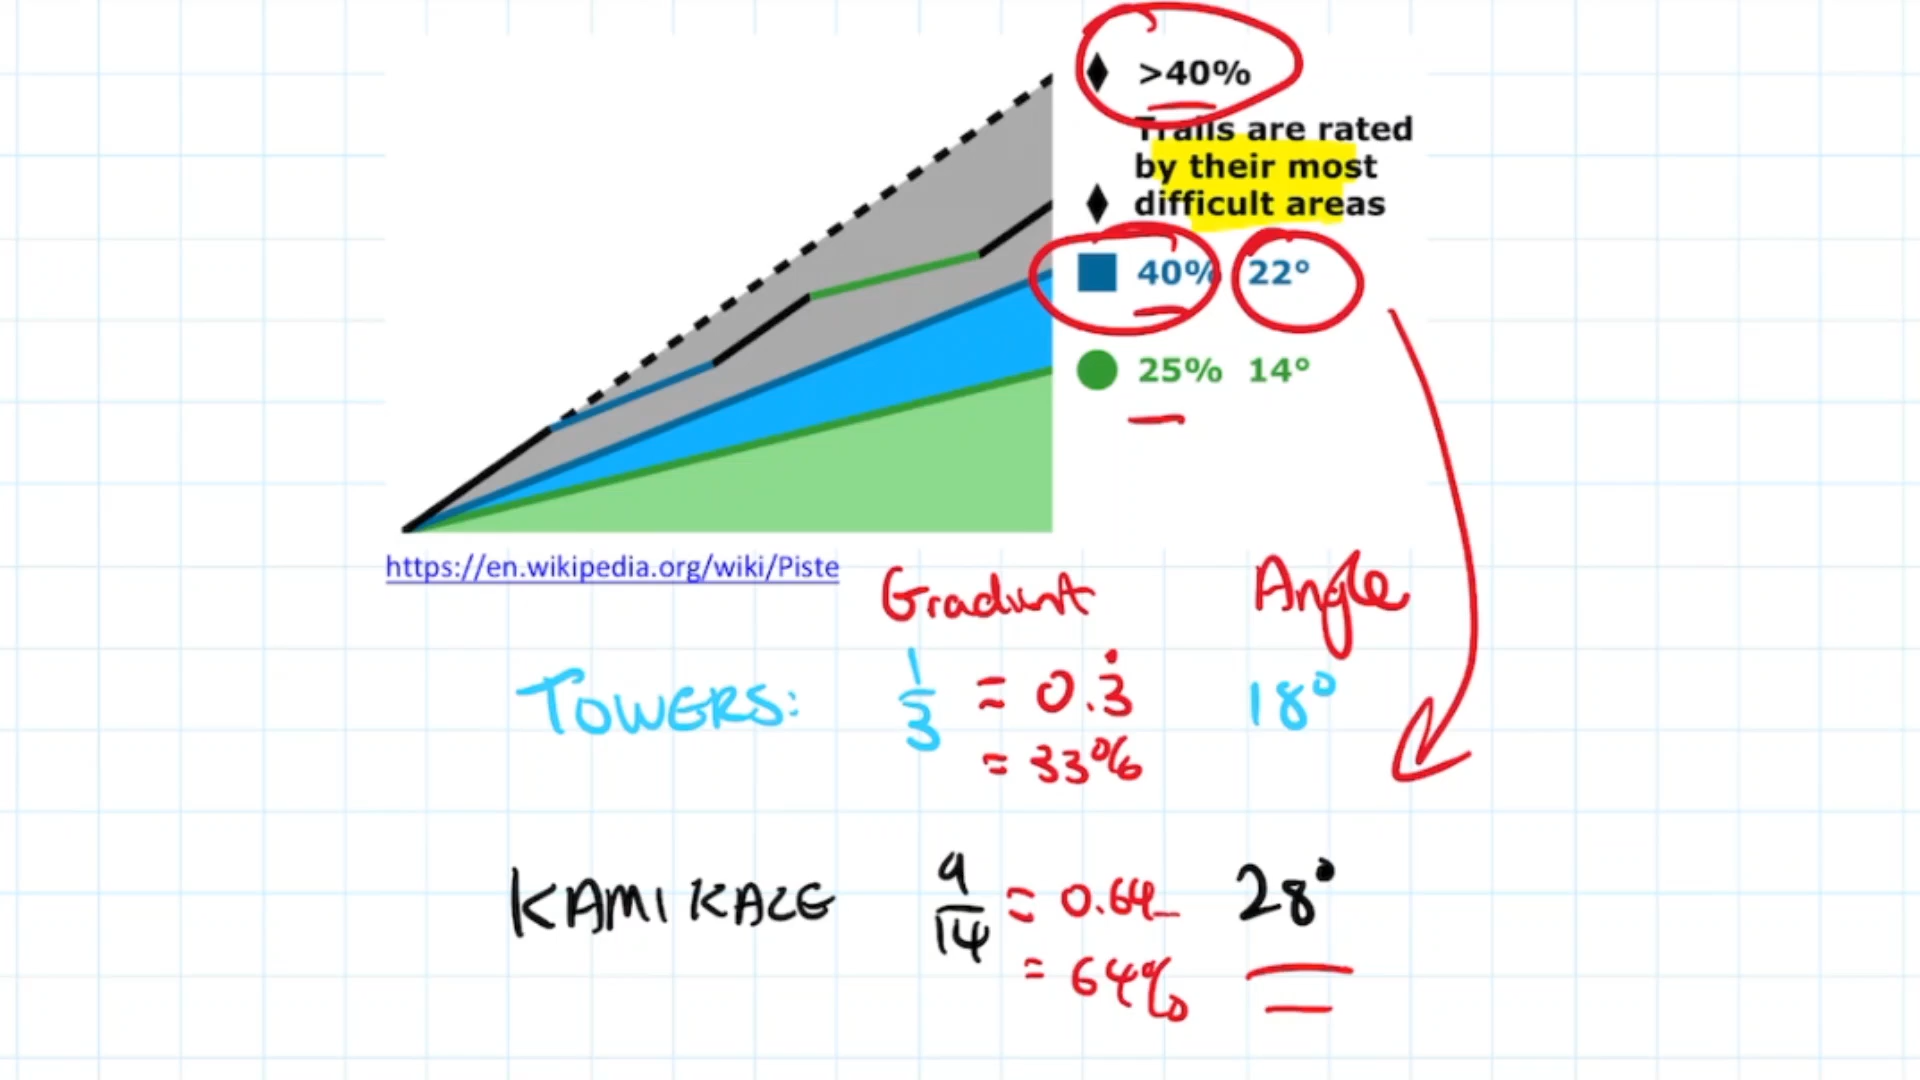 >40%
Trails are rated
by their most
difficult areas
40% 22°
25% 14°
https://en.wikipedia.org/wiki/Piste
Gradient Angle
TOWERS: 1/3 = 0.3̇ 18°
= 33%
KAMIKAZE 9/14 = 0.64_ 28°
= 64%